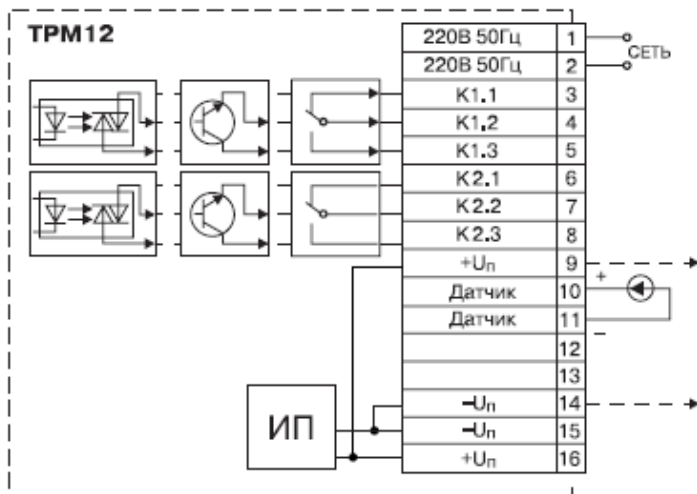 ТРМ12
220В 50Гц 1
220В 50Гц 2
СЕТЬ
К1.1 3
К1.2 4
К1.3 5
К2.1 6
К2.2 7
К2.3 8
+Uп 9
Датчик 10
+
Датчик 11
–
12
13
–Uп 14
ИП
–Uп 15
+Uп 16